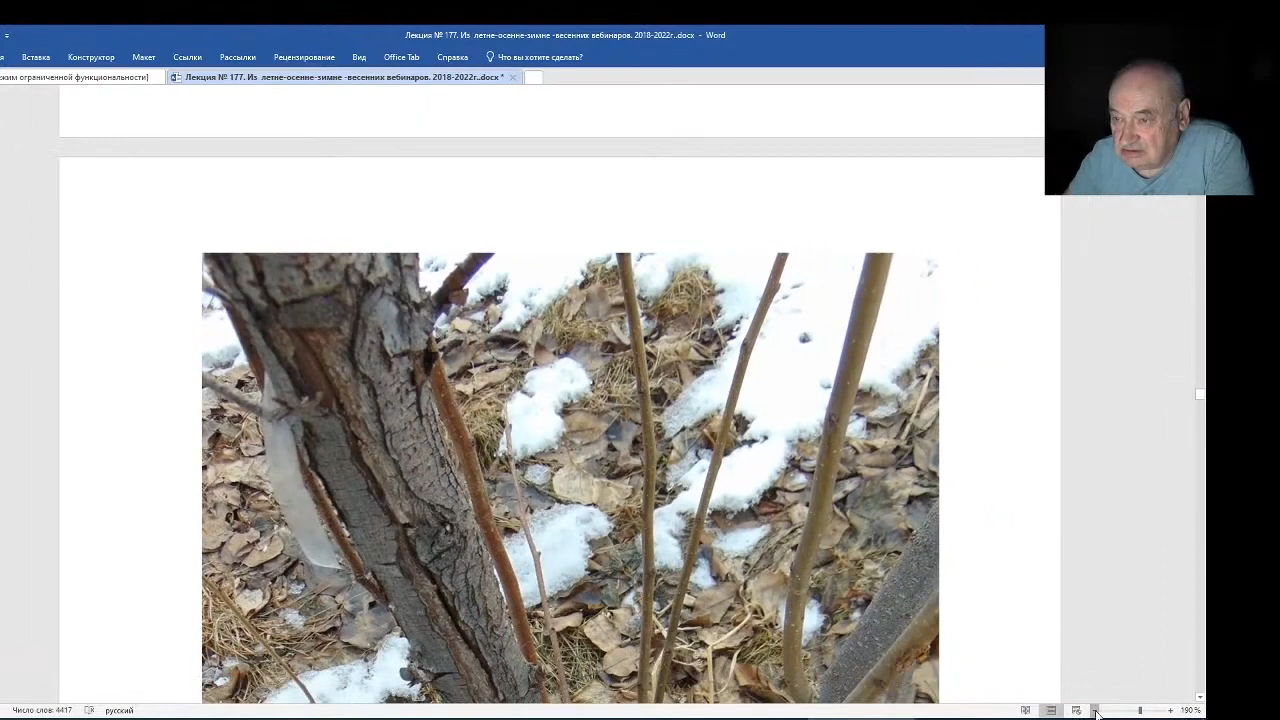 Лекция № 177. Из летне-осенне-зимне -весенних вебинаров. 2018-2022г..docx - Word
Вставка Конструктор Макет Ссылки Рассылки Рецензирование Вид Office Tab Справка Что вы хотите сделать?
ограниченной функциональности] Лекция № 177. Из летне-осенне-зимне -весенних вебинаров. 2018-2022г..docx *
Число слов: 4417 русский 190 %